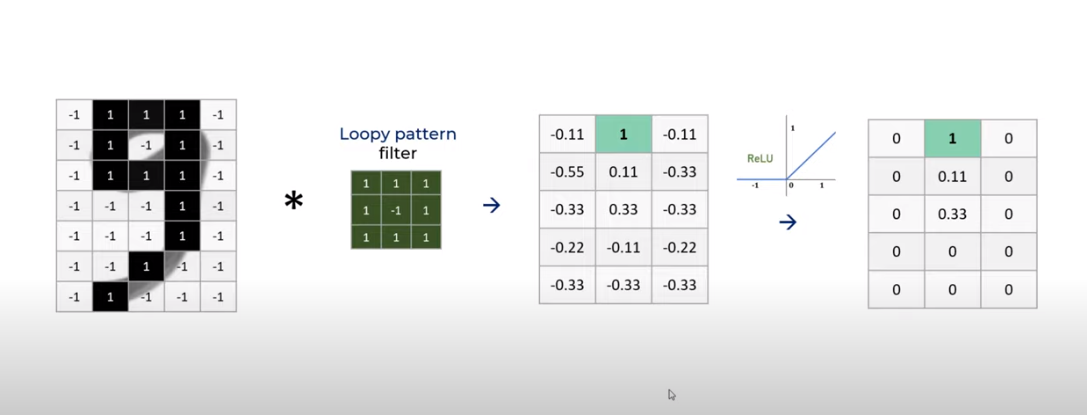 -1 1 1 1 -1
-1 1 -1 1 -1
-1 1 1 1 -1
-1 -1 -1 1 -1
-1 -1 -1 1 -1
-1 -1 1 -1 -1
-1 1 -1 -1 -1
*
Loopy pattern
filter
1 1 1
1 -1 1
1 1 1
→
-0.11 1 -0.11
-0.55 0.11 -0.33
-0.33 0.33 -0.33
-0.22 -0.11 -0.22
-0.33 -0.33 -0.33
1
ReLU
-1 0 1
→
0 1 0
0 0.11 0
0 0.33 0
0 0 0
0 0 0